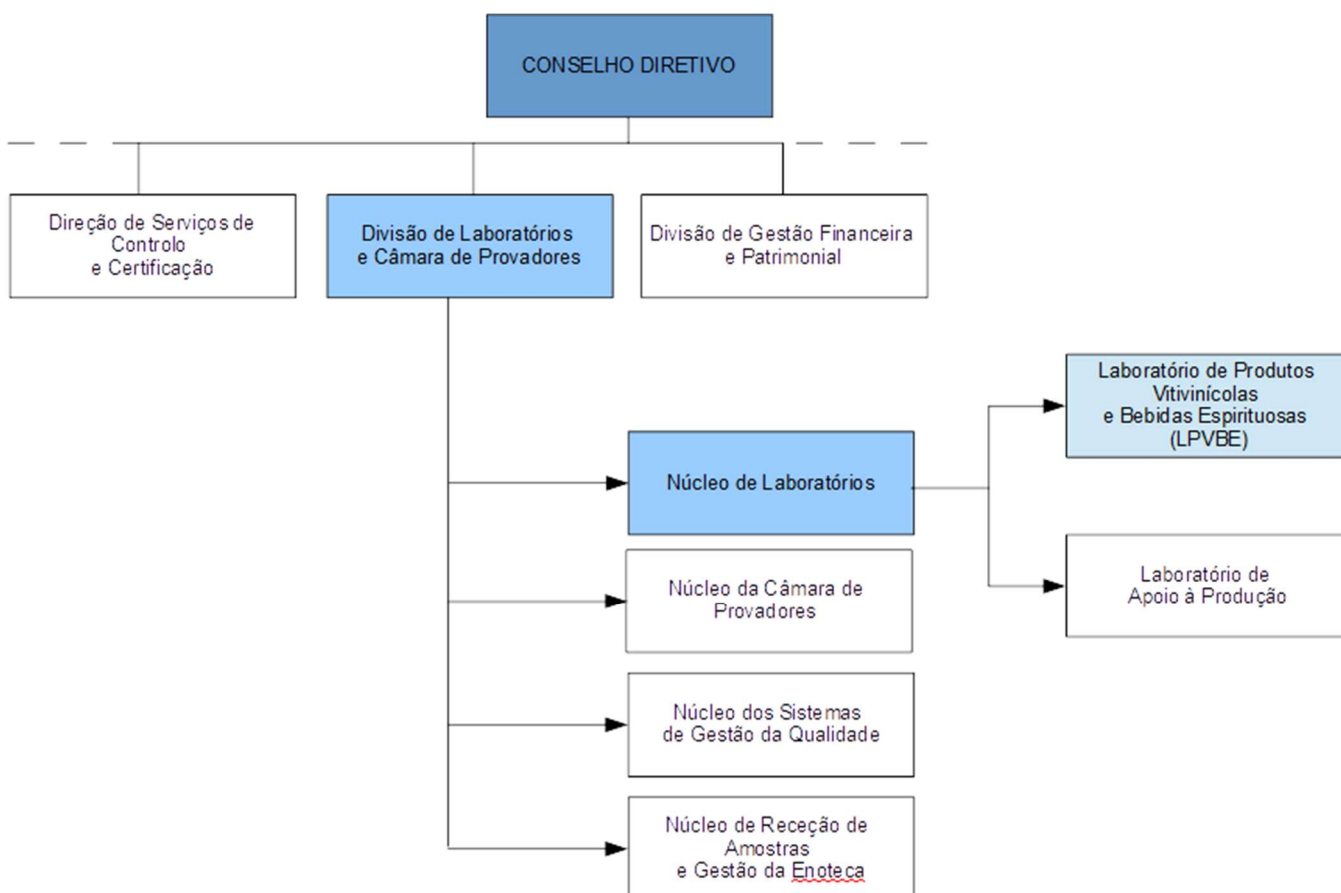 CONSELHO DIRETIVO
Direção de Serviços de
Controlo
e Certificação
Divisão de Laboratórios
e Câmara de Provadores
Divisão de Gestão Financeira
e Patrimonial
Laboratório de Produtos
Vitivinícolas
e Bebidas Espirituosas
(LPVBE)
Núcleo de Laboratórios
Núcleo da Câmara de
Provadores
Laboratório de
Apoio à Produção
Núcleo dos Sistemas
de Gestão da Qualidade
Núcleo de Receção de
Amostras
e Gestão da Enoteca